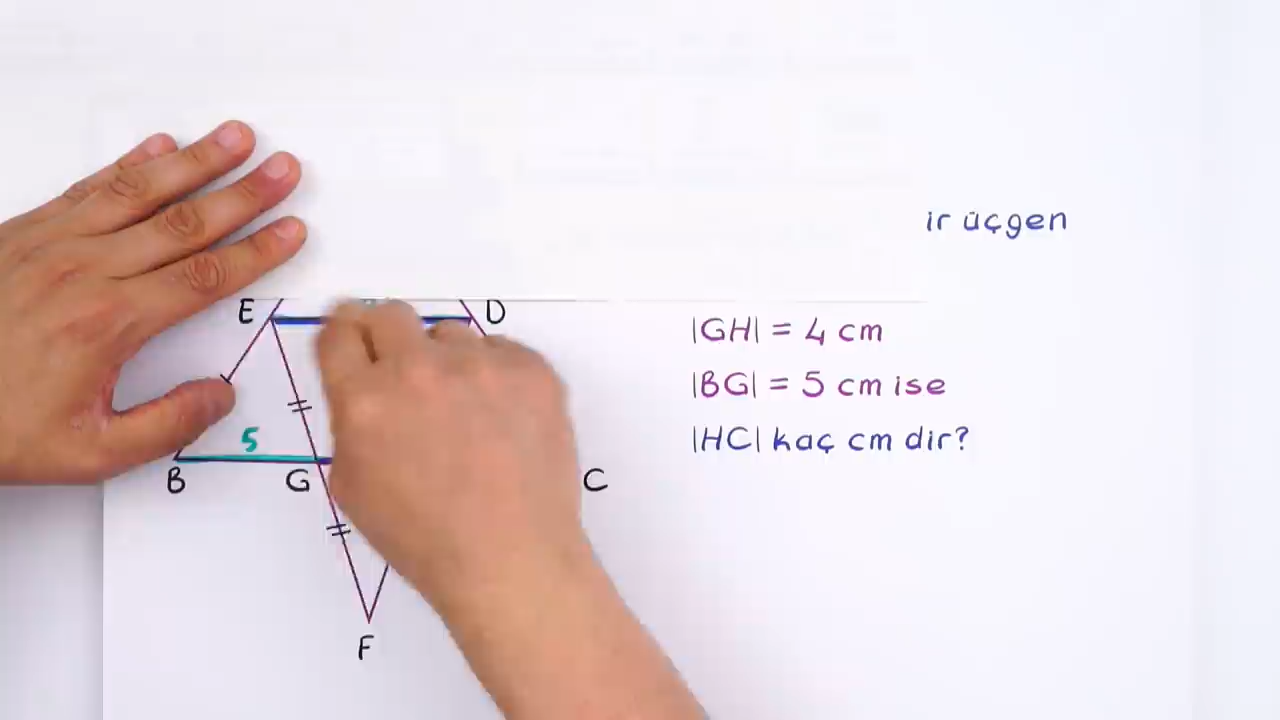 ir üçgen
E
D
|GH| = 4 cm
|BG| = 5 cm ise
|HC| kaç cm dir?
5
B
G
C
F